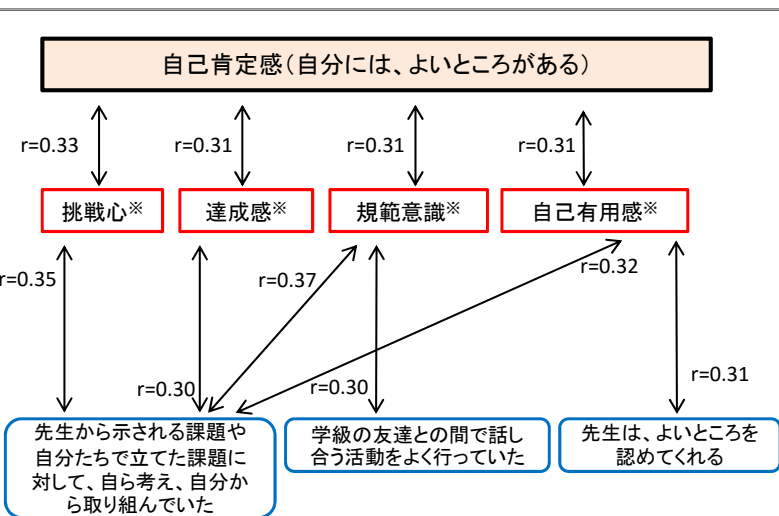 自己肯定感(自分には、よいところがある)
r=0.33
r=0.31
r=0.31
r=0.31
挑戦心※
達成感※
規範意識※
自己有用感※
r=0.35
r=0.37
r=0.32
r=0.30
r=0.30
r=0.31
先生から示される課題や
自分たちで立てた課題に
対して、自ら考え、自分か
ら取り組んでいた
学級の友達との間で話し
合う活動をよく行っていた
先生は、よいところを
認めてくれる